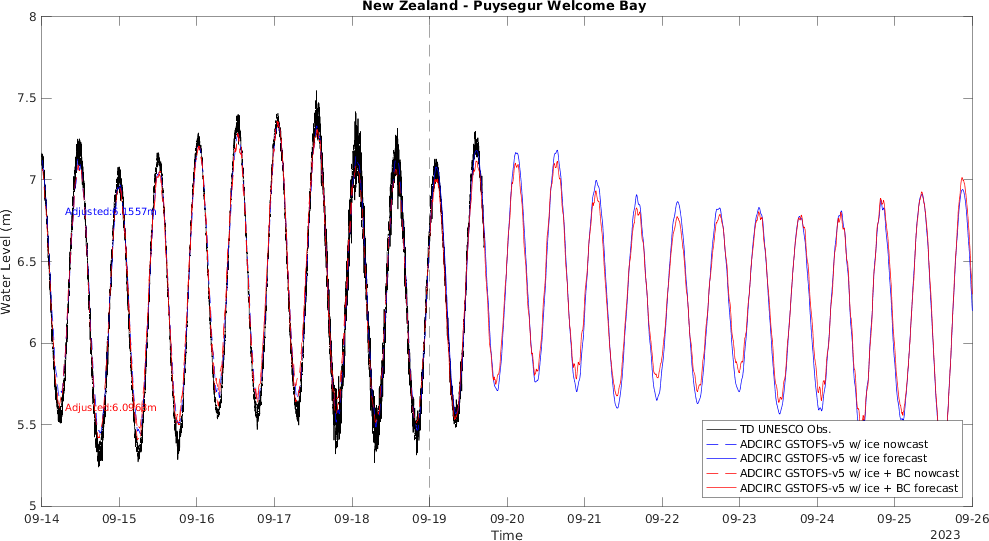 New Zealand - Puysegur Welcome Bay
Water Level (m)
8
7.5
7
6.5
6
5.5
5
Adjusted:6.1557m
Adjusted:6.0965m
TD UNESCO Obs.
ADCIRC GSTOFS-v5 w/ ice nowcast
ADCIRC GSTOFS-v5 w/ ice forecast
ADCIRC GSTOFS-v5 w/ ice + BC nowcast
ADCIRC GSTOFS-v5 w/ ice + BC forecast
09-14 09-15 09-16 09-17 09-18 09-19 09-20 09-21 09-22 09-23 09-24 09-25 09-26
Time
2023